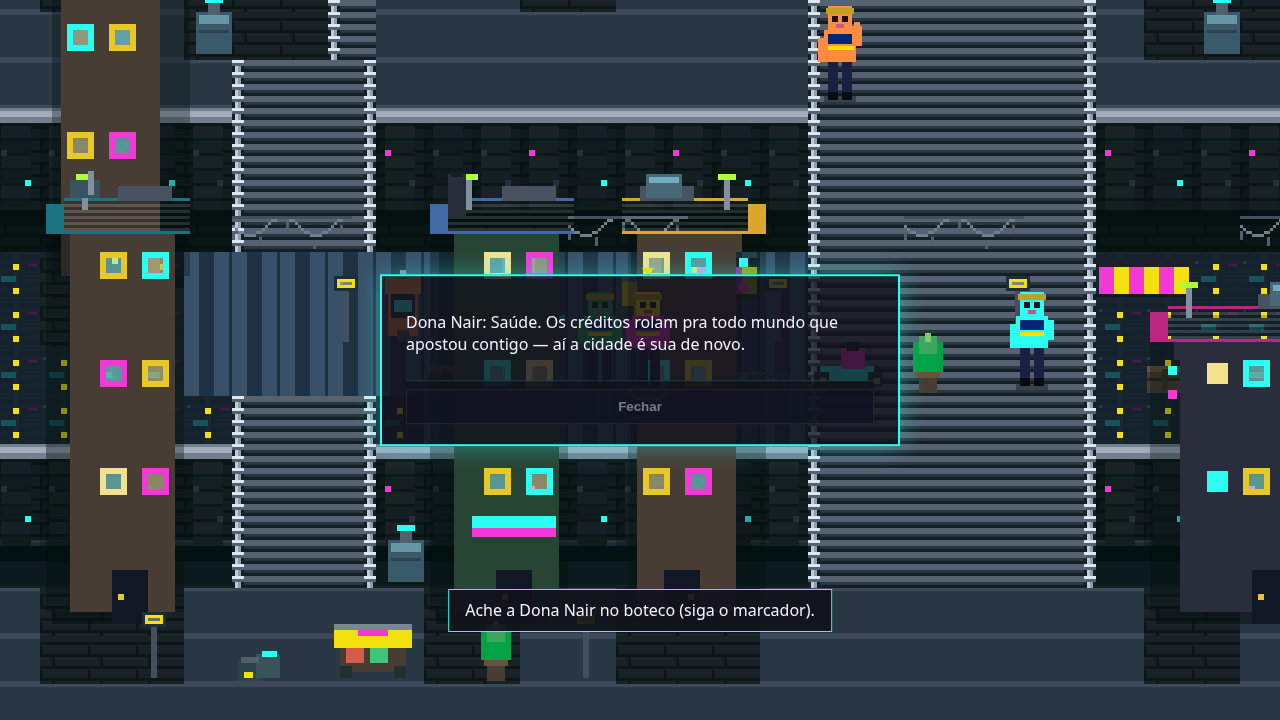 Dona Nair: Saúde. Os créditos rolam pra todo mundo que
apostou contigo — aí a cidade é sua de novo.
Fechar
Ache a Dona Nair no boteco (siga o marcador).